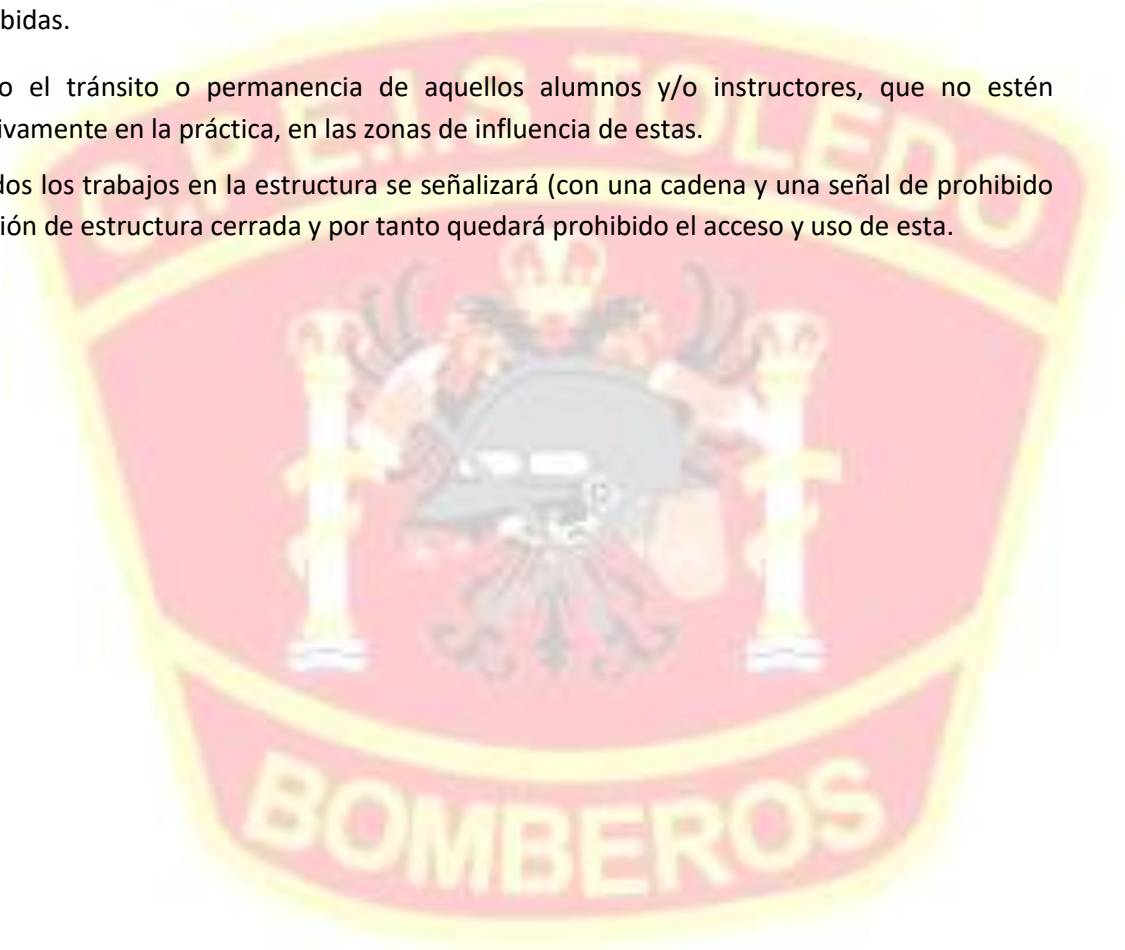 bidas.
o el tránsito o permanencia de aquellos alumnos y/o instructores, que no estén
ivamente en la práctica, en las zonas de influencia de estas.
dos los trabajos en la estructura se señalizará (con una cadena y una señal de prohibido
ión de estructura cerrada y por tanto quedará prohibido el acceso y uso de esta.
C.P.E.I.S TOLEDO
BOMBEROS